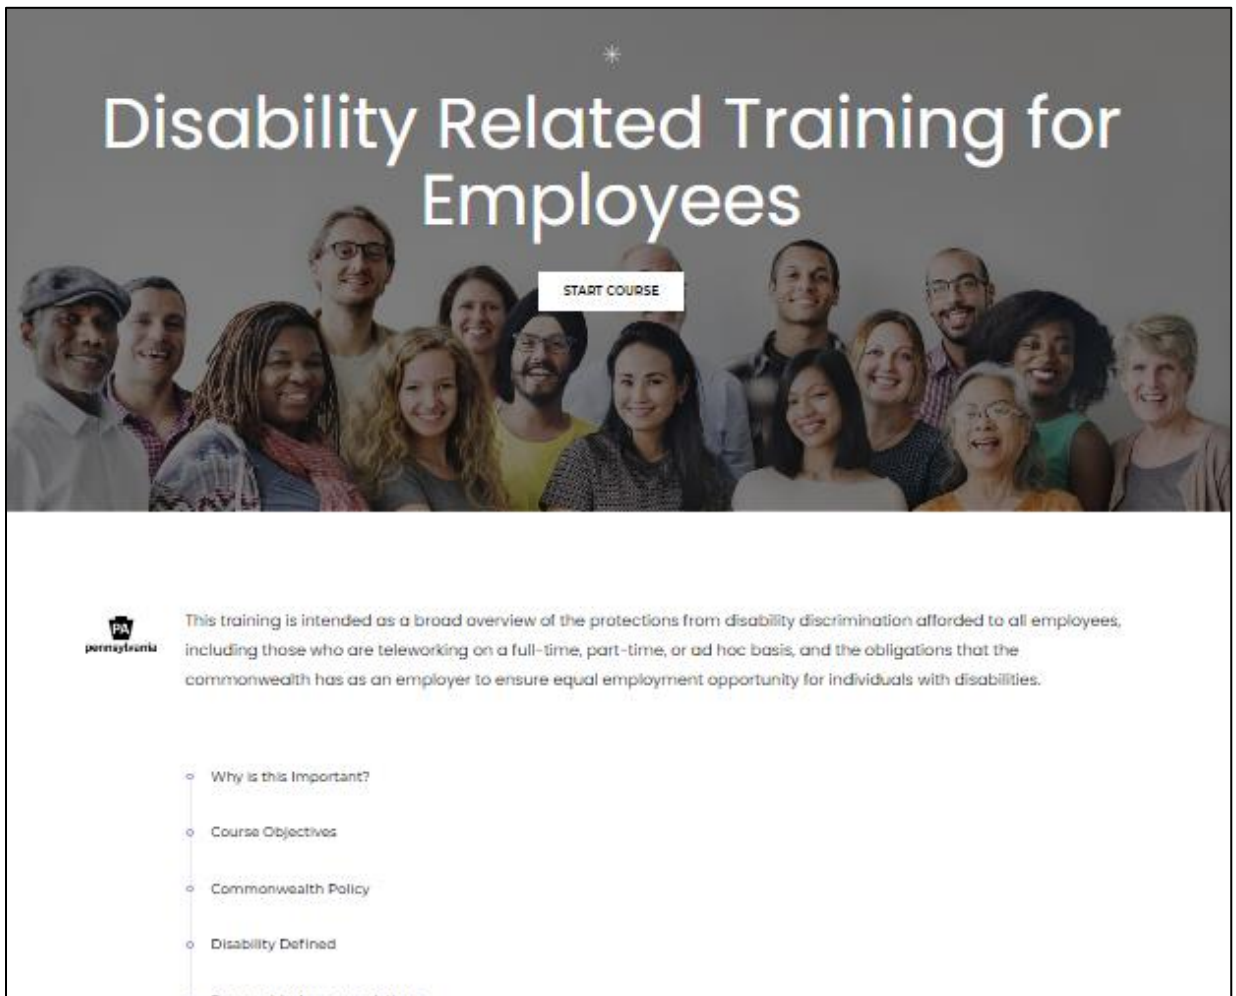 Disability Related Training for
Employees
START COURSE
PA
pennsylvania
This training is intended as a broad overview of the protections from disability discrimination afforded to all employees,
including those who are teleworking on a full-time, part-time, or ad hoc basis, and the obligations that the
commonwealth has as an employer to ensure equal employment opportunity for individuals with disabilities.
Why is this Important?
Course Objectives
Commonwealth Policy
Disability Defined